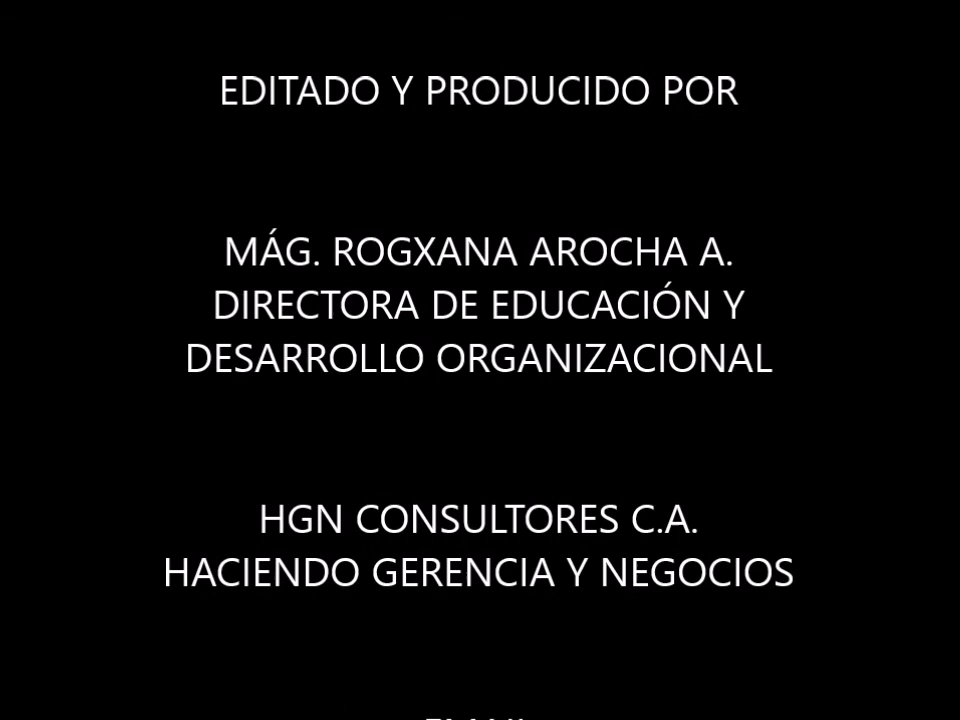 EDITADO Y PRODUCIDO POR
MÁG. ROGXANA AROCHA A.
DIRECTORA DE EDUCACIÓN Y
DESARROLLO ORGANIZACIONAL
HGN CONSULTORES C.A.
HACIENDO GERENCIA Y NEGOCIOS